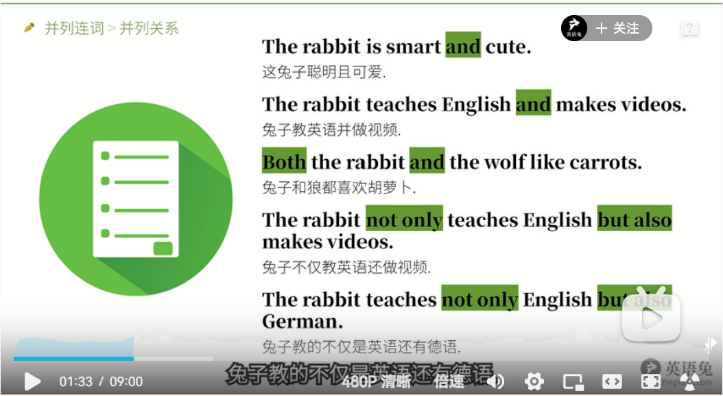 并列连词 > 并列关系
英语兔
+ 关注
The rabbit is smart and cute.
这兔子聪明且可爱.
The rabbit teaches English and makes videos.
兔子教英语并做视频.
Both the rabbit and the wolf like carrots.
兔子和狼都喜欢胡萝卜.
The rabbit not only teaches English but also
makes videos.
兔子不仅教英语还做视频.
The rabbit teaches not only English but also
German.
兔子教的不仅是英语还有德语.
英语兔
兔子教的不仅是英语还有德语
01:33 / 09:00
480P 清晰
倍速